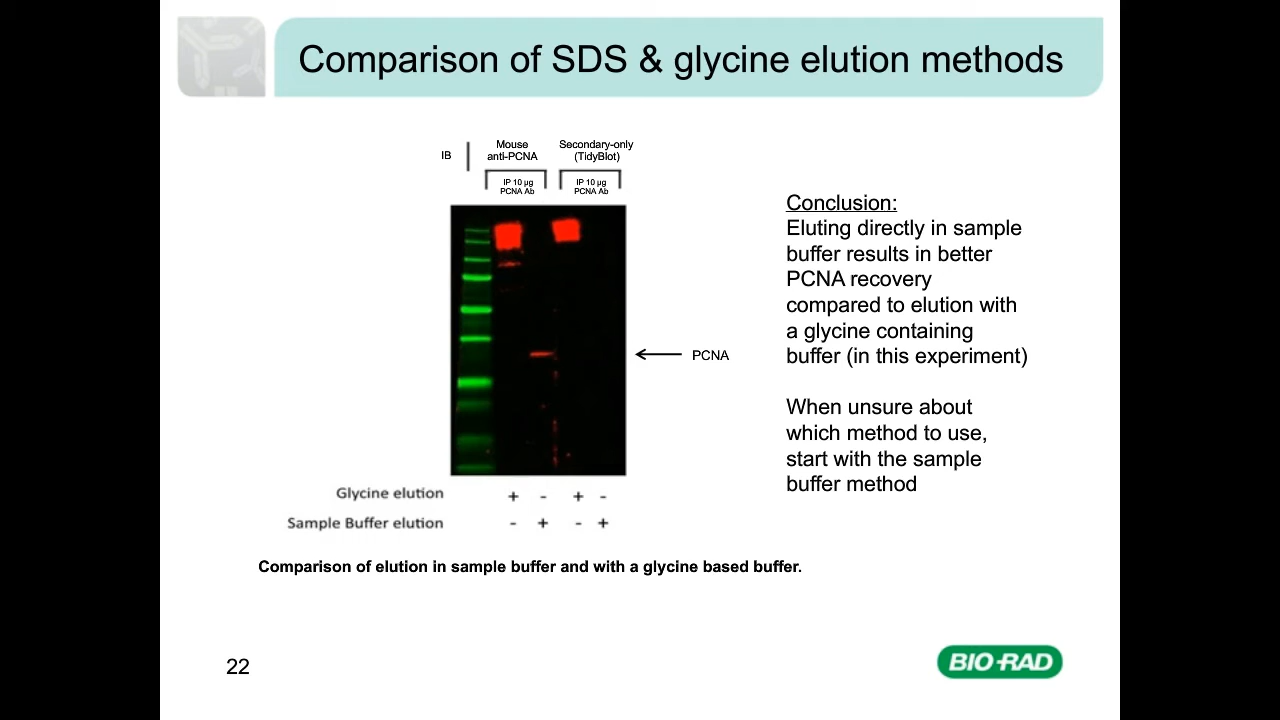 Comparison of SDS & glycine elution methods
IB
Mouse
anti-PCNA
Secondary-only
(TidyBlot)
IP 10 µg
PCNA Ab
IP 10 µg
PCNA Ab
PCNA
Glycine elution + - + -
Sample Buffer elution - + - +
Comparison of elution in sample buffer and with a glycine based buffer.
Conclusion:
Eluting directly in sample
buffer results in better
PCNA recovery
compared to elution with
a glycine containing
buffer (in this experiment)
When unsure about
which method to use,
start with the sample
buffer method
22
BIO-RAD